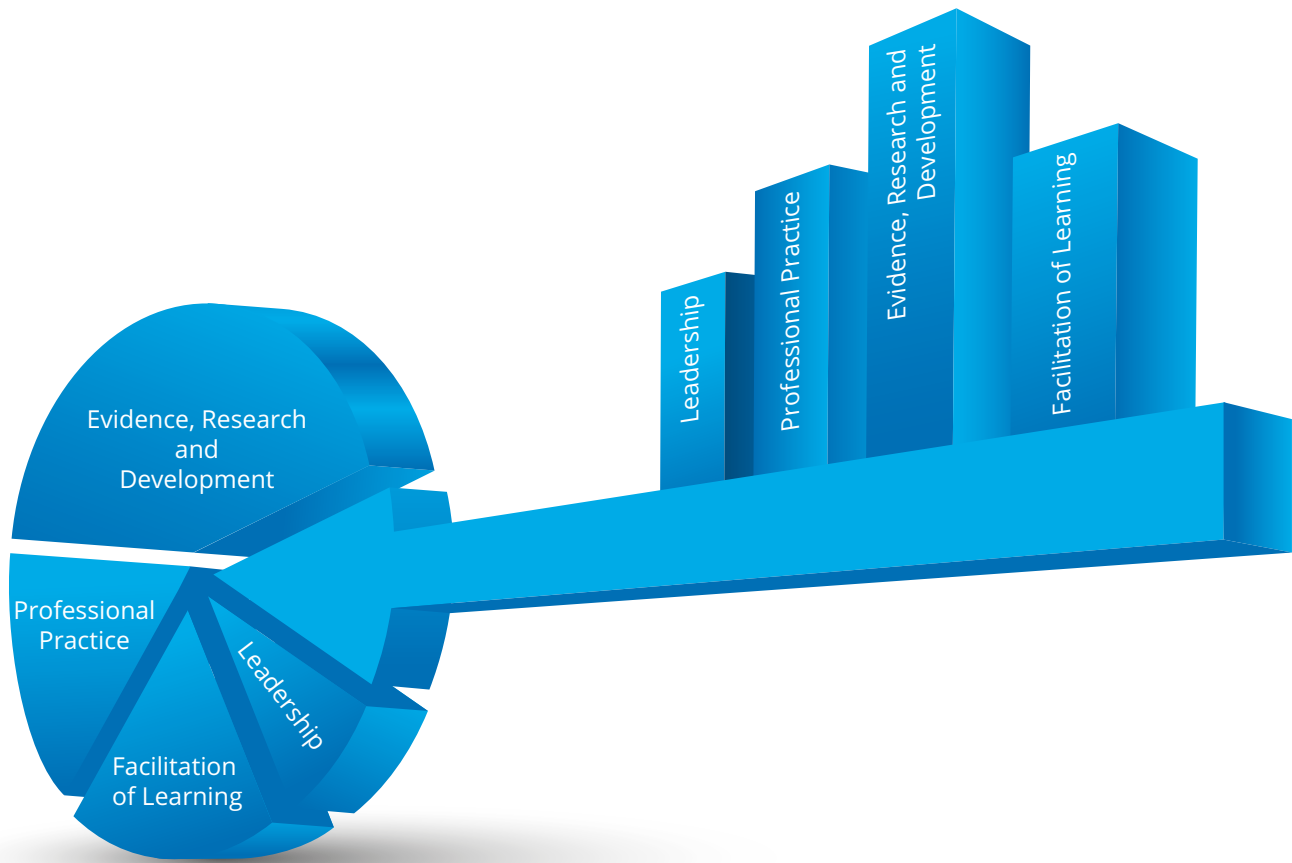 Leadership
Professional Practice
Evidence, Research and
Development
Facilitation of Learning
Evidence, Research
and
Development
Professional
Practice
Leadership
Facilitation
of Learning